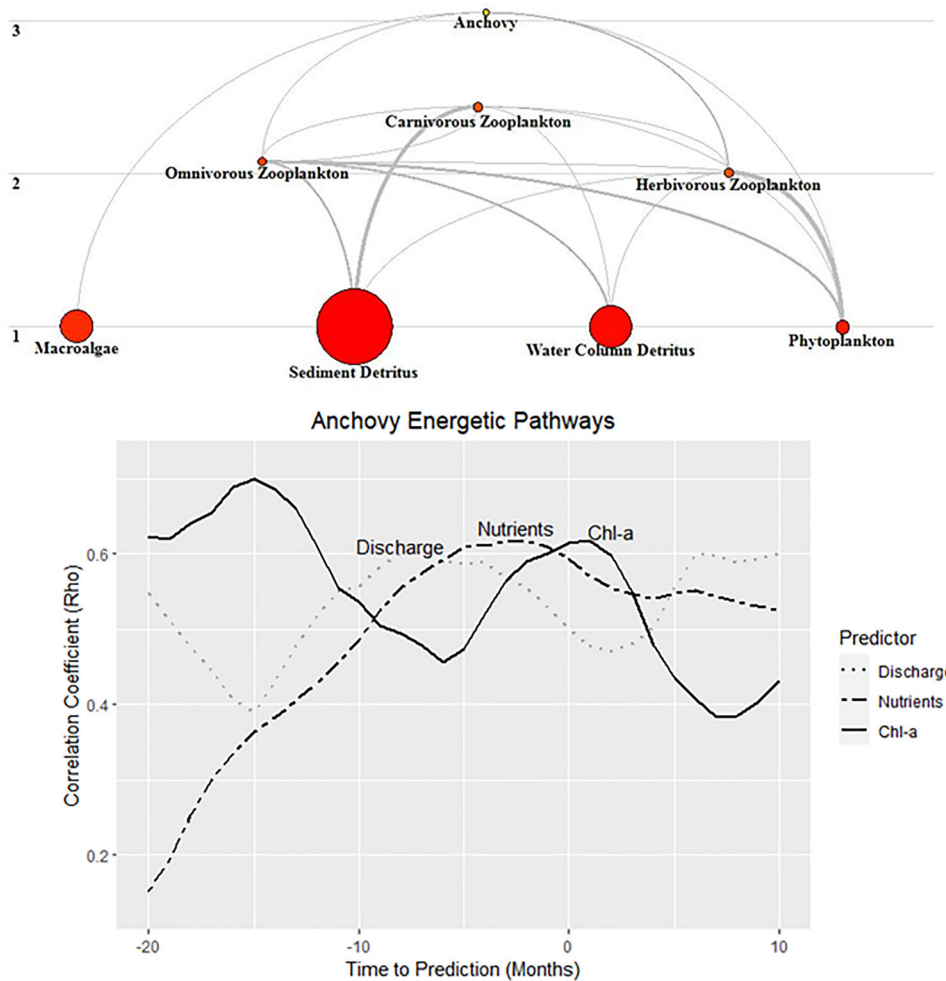 3
Anchovy
Carnivorous Zooplankton
Omnivorous Zooplankton
2
Herbivorous Zooplankton
1
Macroalgae
Sediment Detritus
Water Column Detritus
Phytoplankton
Anchovy Energetic Pathways
Nutrients
Chl-a
Discharge
0.6
0.4
0.2
Correlation Coefficient (Rho)
-20
-10
0
10
Time to Prediction (Months)
Predictor
Discharge
Nutrients
Chl-a